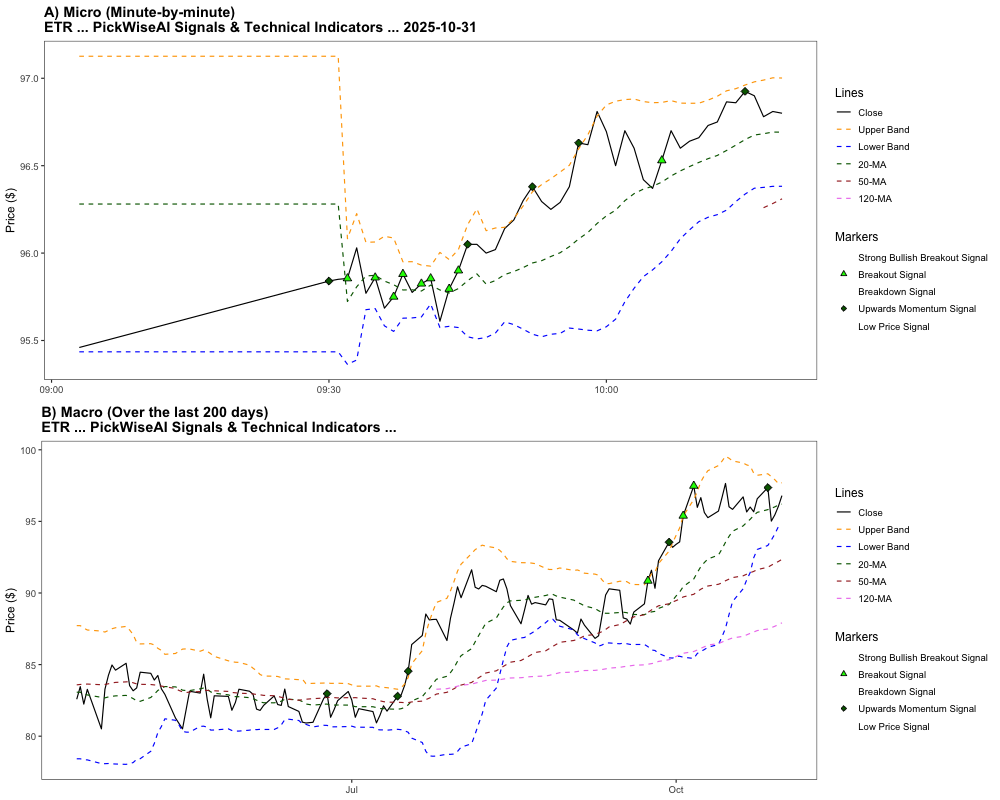 A) Micro (Minute-by-minute)
ETR ... PickWiseAI Signals & Technical Indicators ... 2025-10-31
Price ($)
97.0
96.5
96.0
95.5
09:00
09:30
10:00
Lines
Close
Upper Band
Lower Band
20-MA
50-MA
120-MA
Markers
Strong Bullish Breakout Signal
Breakout Signal
Breakdown Signal
Upwards Momentum Signal
Low Price Signal
B) Macro (Over the last 200 days)
ETR ... PickWiseAI Signals & Technical Indicators ...
Price ($)
100
95
90
85
80
Jul
Oct
Lines
Close
Upper Band
Lower Band
20-MA
50-MA
120-MA
Markers
Strong Bullish Breakout Signal
Breakout Signal
Breakdown Signal
Upwards Momentum Signal
Low Price Signal